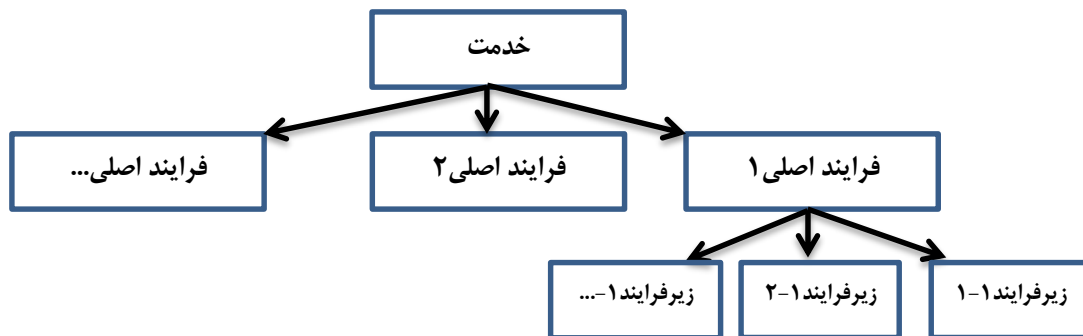 خدمت
فرایند اصلی۱
فرایند اصلی۲
فرایند اصلی...
زیرفرایند۱-۱
زیرفرایند۱-۲
زیرفرایند۱-...